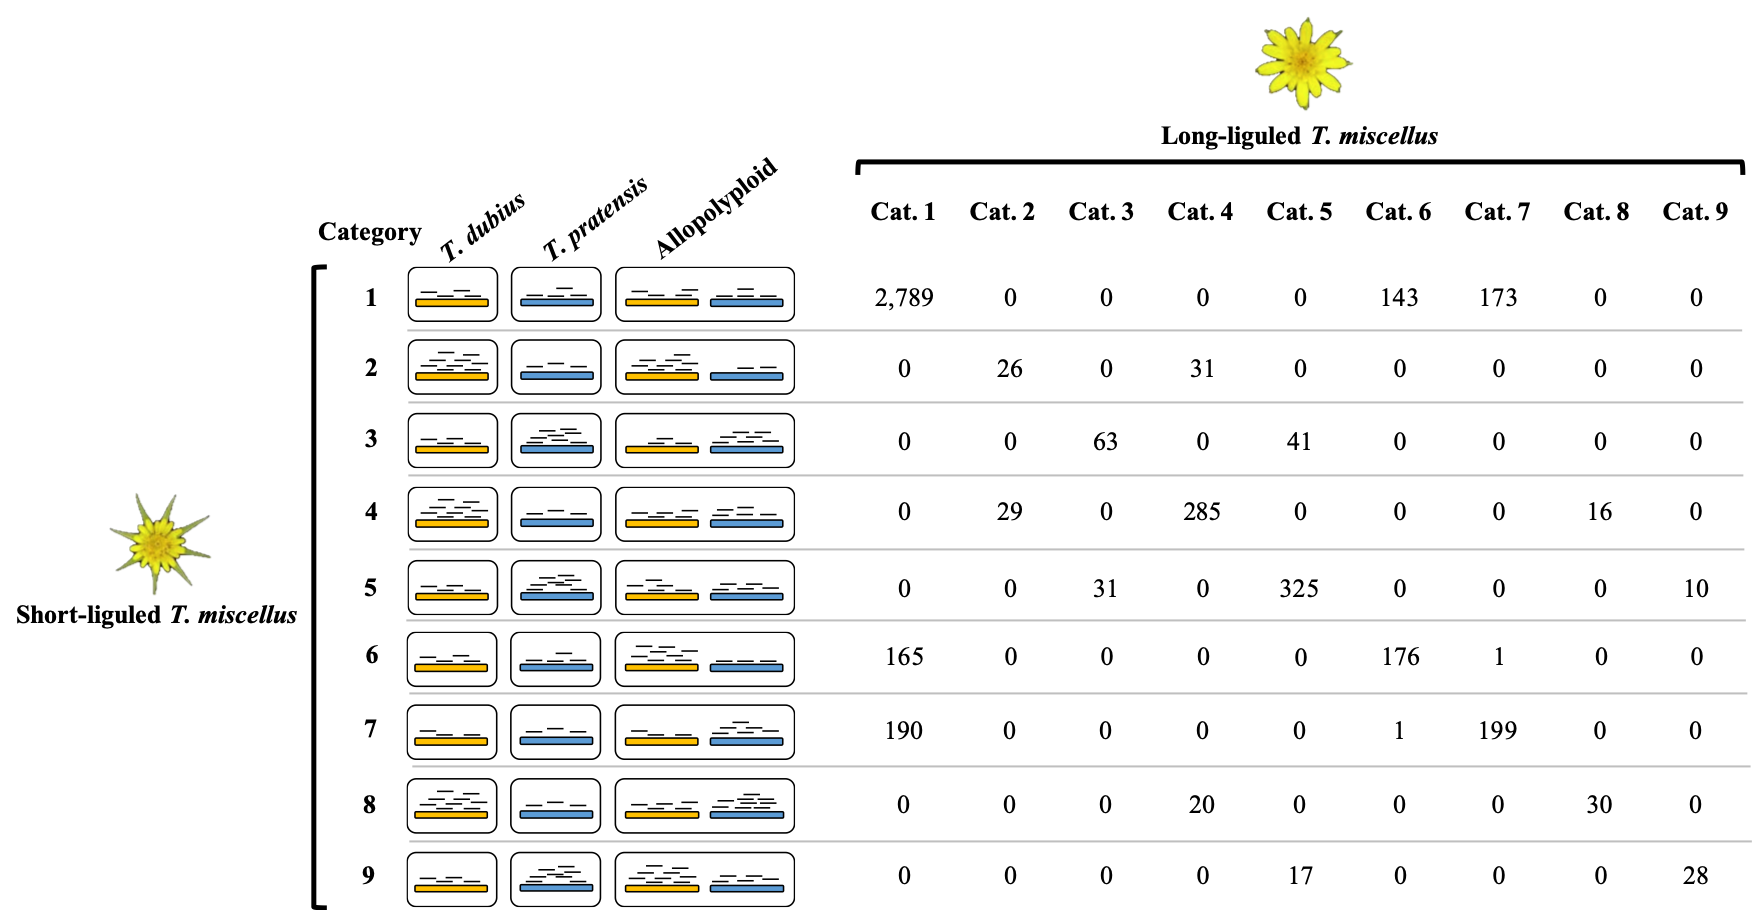 Long-liguled T. miscellus
Category T. dubius T. pratensis Allopolyploid Cat. 1 Cat. 2 Cat. 3 Cat. 4 Cat. 5 Cat. 6 Cat. 7 Cat. 8 Cat. 9
1 2,789 0 0 0 0 143 173 0 0
2 0 26 0 31 0 0 0 0 0
3 0 0 63 0 41 0 0 0 0
4 0 29 0 285 0 0 0 16 0
5 0 0 31 0 325 0 0 0 10
Short-liguled T. miscellus
6 165 0 0 0 0 176 1 0 0
7 190 0 0 0 0 1 199 0 0
8 0 0 0 20 0 0 0 30 0
9 0 0 0 0 17 0 0 0 28